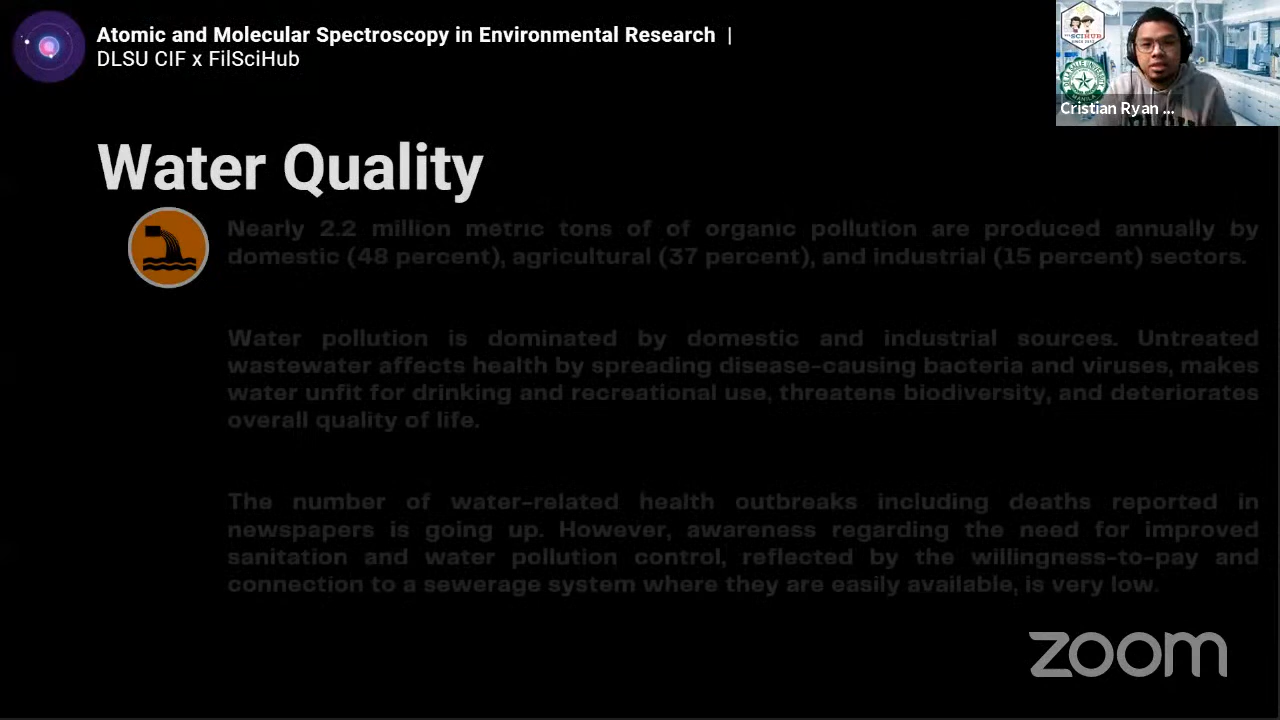 Atomic and Molecular Spectroscopy in Environmental Research |
DLSU CIF x FilSciHub
SCIHUB
Cristian Ryan ...
Water Quality
Nearly 2.2 million metric tons of of organic pollution are produced annually by
domestic (48 percent), agricultural (37 percent), and industrial (15 percent) sectors.
Water pollution is dominated by domestic and industrial sources. Untreated
wastewater affects health by spreading disease-causing bacteria and viruses, makes
water unfit for drinking and recreational use, threatens biodiversity, and deteriorates
overall quality of life.
The number of water-related health outbreaks including deaths reported in
newspapers is going up. However, awareness regarding the need for improved
sanitation and water pollution control, reflected by the willingness-to-pay and
connection to a sewerage system where they are easily available, is very low.
zoom